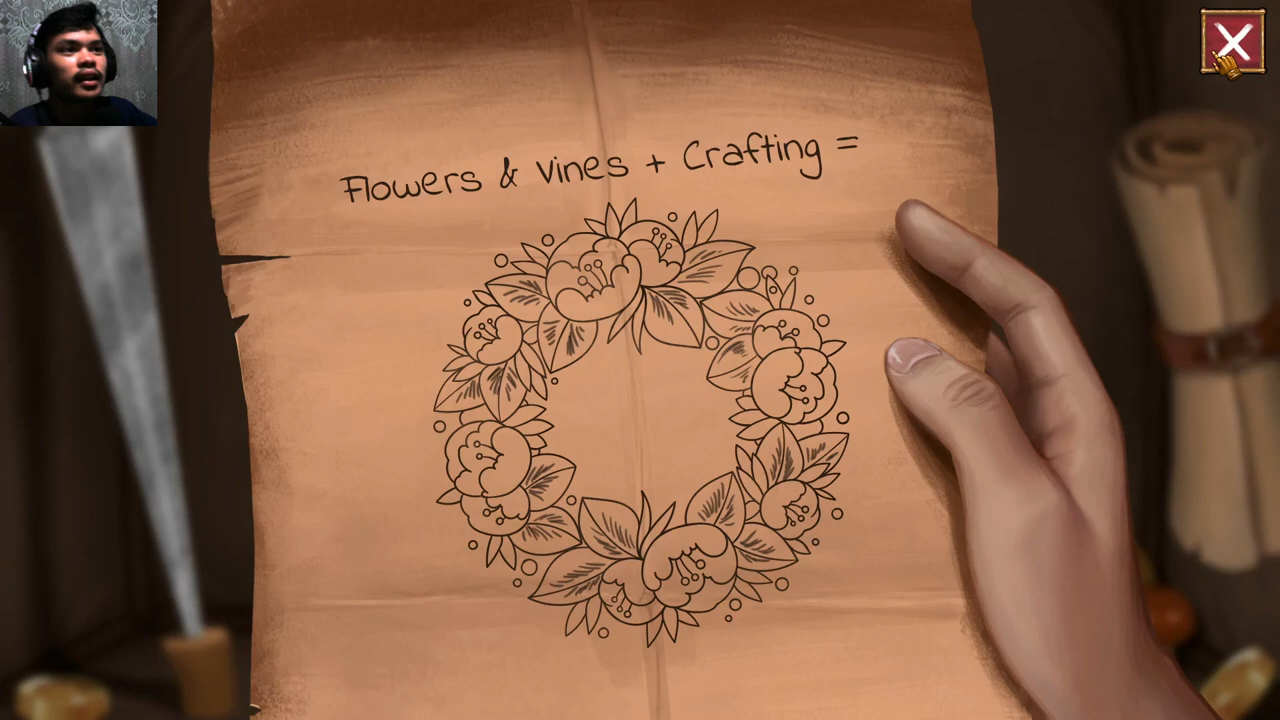 Flowers & Vines + Crafting =